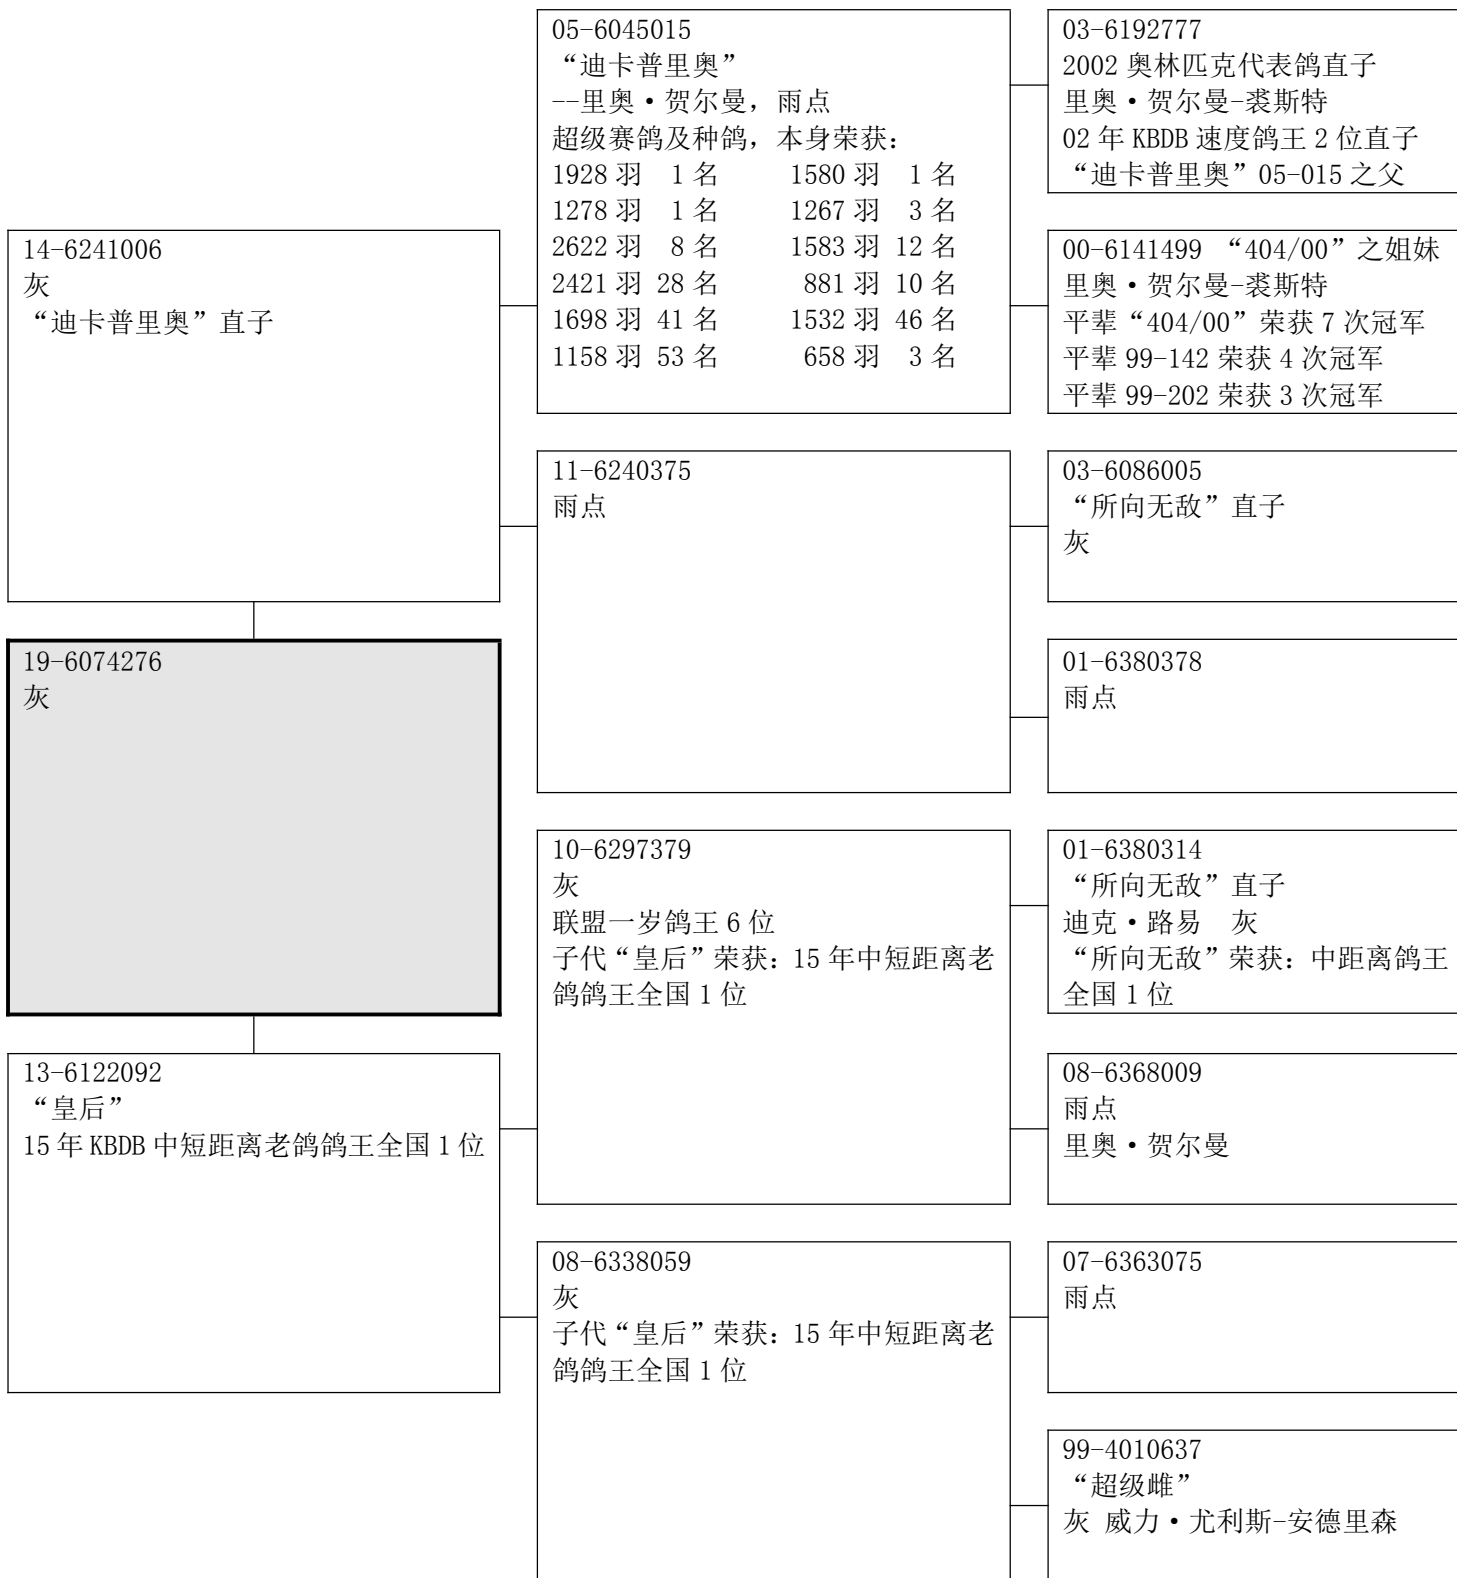 14-6241006
灰
“迪卡普里奥”直子
19-6074276
灰
13-6122092
“皇后”
15年KBDB中短距离老鸽鸽王全国1位
05-6045015
“迪卡普里奥”
--里奥·贺尔曼，雨点
超级赛鸽及种鸽，本身荣获：
1928羽 1名 1580羽 1名
1278羽 1名 1267羽 3名
2622羽 8名 1583羽 12名
2421羽 28名 881羽 10名
1698羽 41名 1532羽 46名
1158羽 53名 658羽 3名
11-6240375
雨点
10-6297379
灰
联盟一岁鸽王6位
子代“皇后”荣获：15年中短距离老
鸽鸽王全国1位
08-6338059
灰
子代“皇后”荣获：15年中短距离老
鸽鸽王全国1位
03-6192777
2002奥林匹克代表鸽直子
里奥·贺尔曼-裘斯特
02年KBDB速度鸽王2位直子
“迪卡普里奥”05-015之父
00-6141499 “404/00”之姐妹
里奥·贺尔曼-裘斯特
平辈“404/00”荣获7次冠军
平辈99-142荣获4次冠军
平辈99-202荣获3次冠军
03-6086005
“所向无敌”直子
灰
01-6380378
雨点
01-6380314
“所向无敌”直子
迪克·路易 灰
“所向无敌”荣获：中距离鸽王
全国1位
08-6368009
雨点
里奥·贺尔曼
07-6363075
雨点
99-4010637
“超级雌”
灰 威力·尤利斯-安德里森